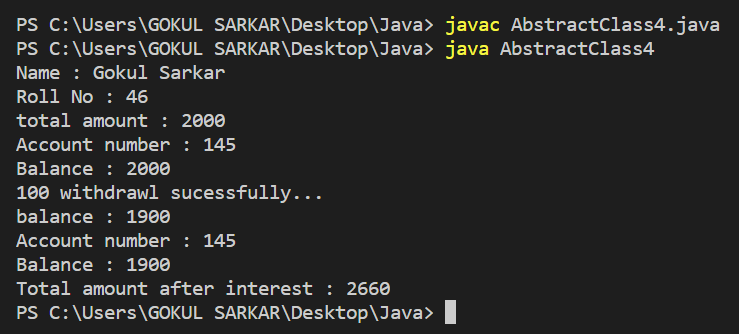 PS C:\Users\GOKUL SARKAR\Desktop\Java> javac AbstractClass4.java
PS C:\Users\GOKUL SARKAR\Desktop\Java> java AbstractClass4
Name : Gokul Sarkar
Roll No : 46
total amount : 2000
Account number : 145
Balance : 2000
100 withdrawl sucessfully...
balance : 1900
Account number : 145
Balance : 1900
Total amount after interest : 2660
PS C:\Users\GOKUL SARKAR\Desktop\Java>